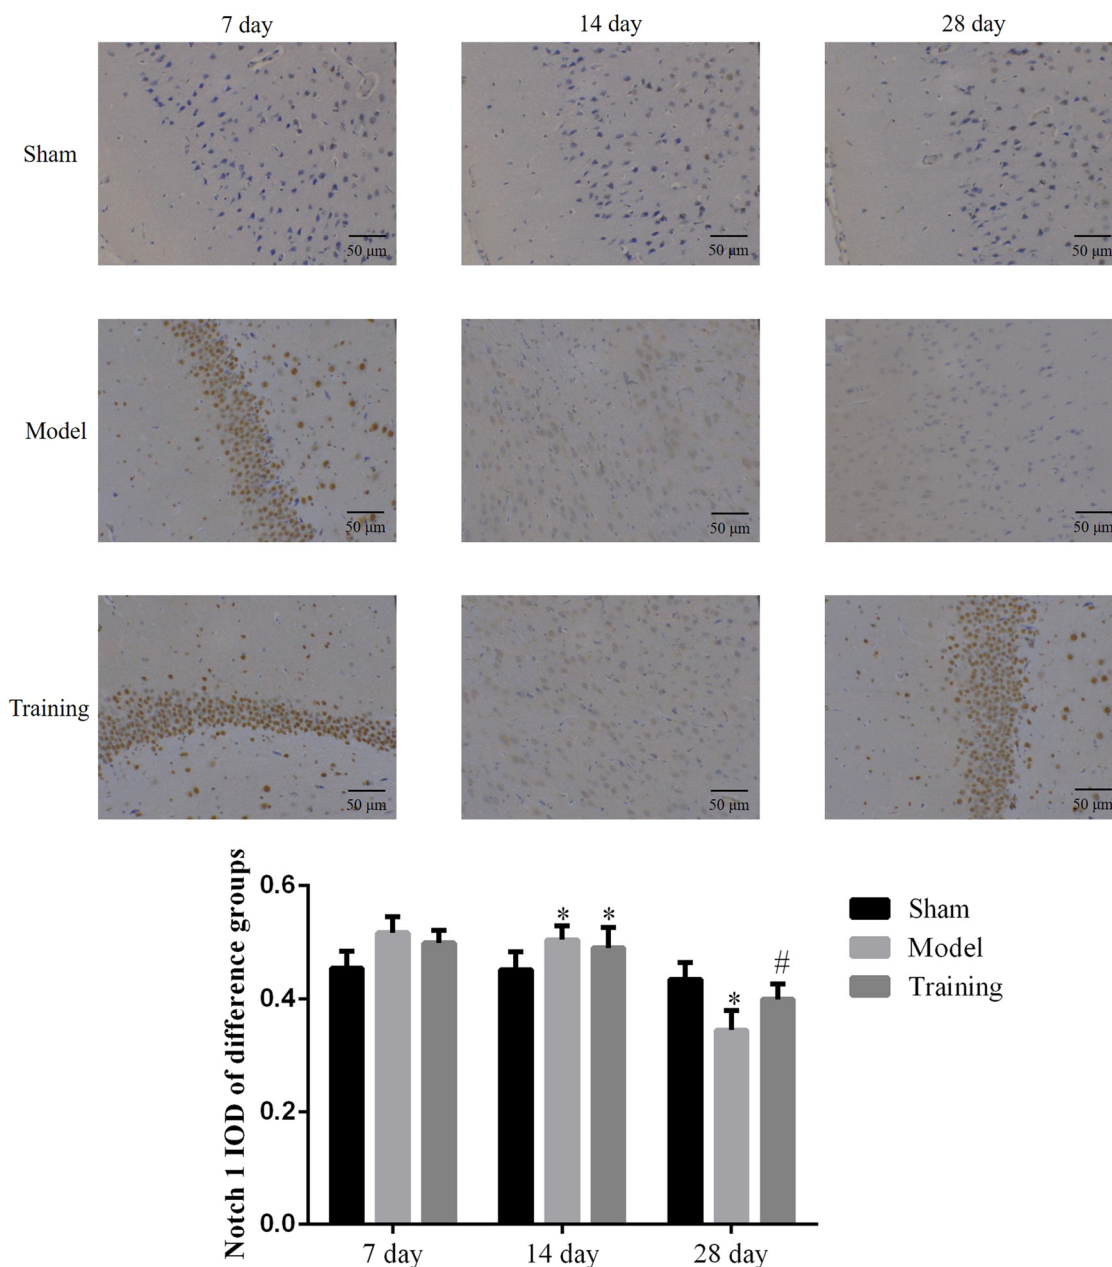 7 day 14 day 28 day
Sham
50 μm 50 μm 50 μm
Model
50 μm 50 μm 50 μm
Training
50 μm 50 μm 50 μm
Notch 1 IOD of difference groups
0.6
0.4
0.2
0.0
* * * #
7 day 14 day 28 day
Sham
Model
Training